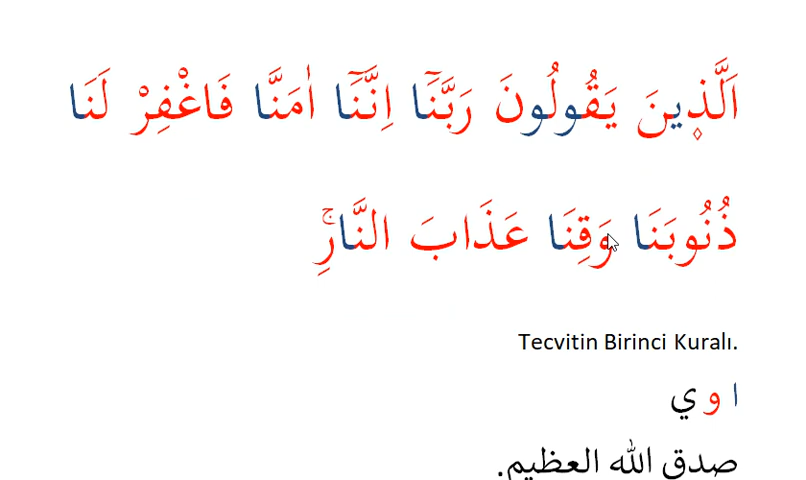 اَلَّذ۪ينَ يَقُولُونَ رَبَّنَٓا اِنَّنَٓا اٰمَنَّا فَاغْفِرْ لَنَا
ذُنُوبَنَا وَقِنَا عَذَابَ النَّارِۚ
Tecvitin Birinci Kuralı.
ا و ي
صدق الله العظيم.